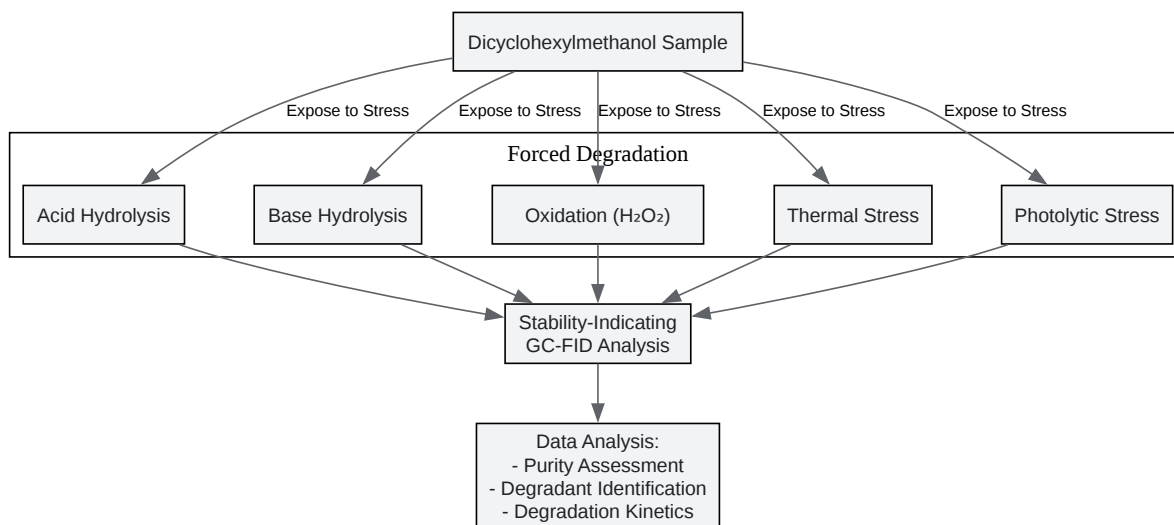 Dicyclohexylmethanol Sample
Expose to Stress
Expose to Stress
Expose to Stress
Expose to Stress
Expose to Stress
Forced Degradation
Acid Hydrolysis
Base Hydrolysis
Oxidation (H₂O₂)
Thermal Stress
Photolytic Stress
Stability-Indicating
GC-FID Analysis
Data Analysis:
- Purity Assessment
- Degradant Identification
- Degradation Kinetics